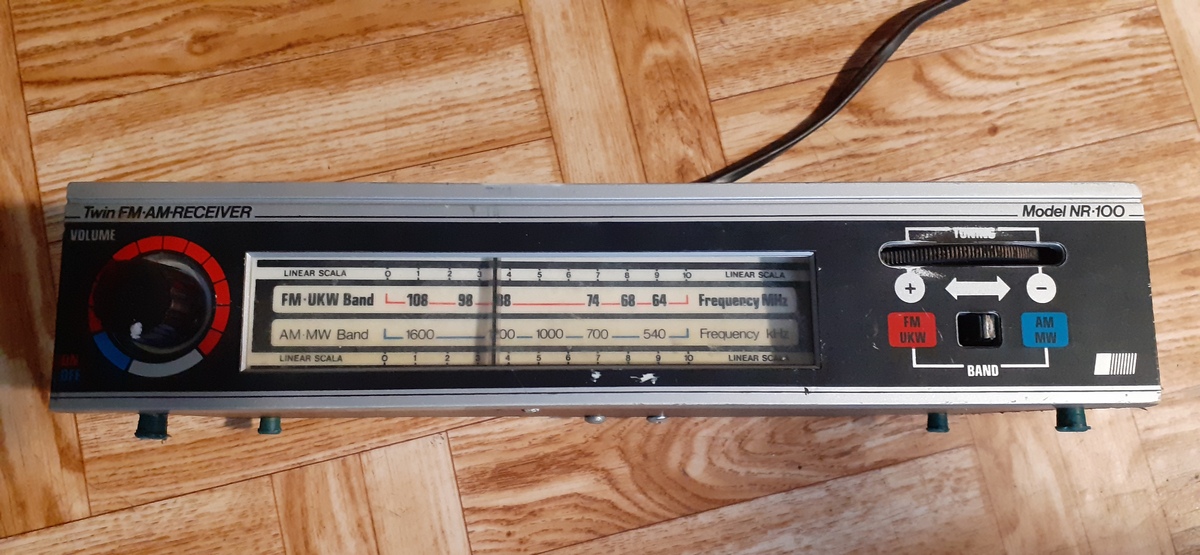 Twin FM·AM·RECEIVER
Model NR·100
VOLUME
ON
OFF
LINEAR SCALA 0 1 2 3 4 5 6 7 8 9 10 LINEAR SCALA
FM·UKW Band 108 98 88 74 68 64 Frequency MHz
AM·MW Band 1600 1000 700 540 Frequency kHz
LINEAR SCALA 0 1 2 3 4 5 6 7 8 9 10 LINEAR SCALA
TUNING
+ -
FM
UKW
AM
MW
BAND